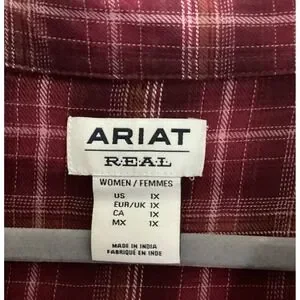 ARIAT
REAL
WOMEN / FEMMES
US 1X
EUR/UK 1X
CA 1X
MX 1X
MADE IN INDIA
FABRIQUÉ EN INDE